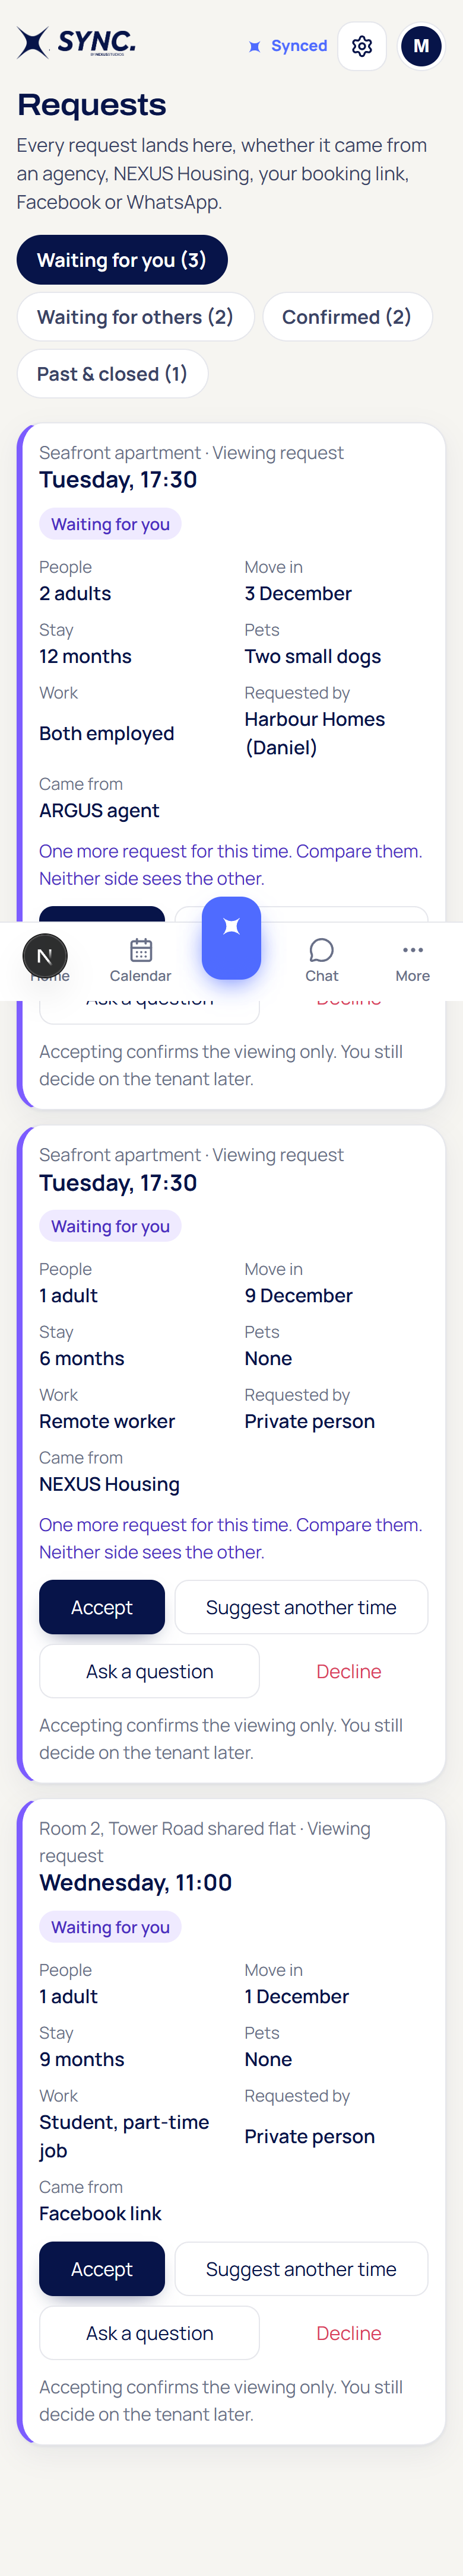 SYNC.
BY NEXUS STUDIOS
Synced
M
Requests
Every request lands here, whether it came from
an agency, NEXUS Housing, your booking link,
Facebook or WhatsApp.
Waiting for you (3)
Waiting for others (2)
Confirmed (2)
Past & closed (1)
Seafront apartment · Viewing request
Tuesday, 17:30
Waiting for you
People
Move in
2 adults
3 December
Stay
Pets
12 months
Two small dogs
Work
Requested by
Both employed
Harbour Homes
(Daniel)
Came from
ARGUS agent
One more request for this time. Compare them.
Neither side sees the other.
N
Home
Calendar
Chat
More
Ask a question
Decline
Accepting confirms the viewing only. You still
decide on the tenant later.
Seafront apartment · Viewing request
Tuesday, 17:30
Waiting for you
People
Move in
1 adult
9 December
Stay
Pets
6 months
None
Work
Requested by
Remote worker
Private person
Came from
NEXUS Housing
One more request for this time. Compare them.
Neither side sees the other.
Accept
Suggest another time
Ask a question
Decline
Accepting confirms the viewing only. You still
decide on the tenant later.
Room 2, Tower Road shared flat · Viewing
request
Wednesday, 11:00
Waiting for you
People
Move in
1 adult
1 December
Stay
Pets
9 months
None
Work
Requested by
Student, part-time
job
Private person
Came from
Facebook link
Accept
Suggest another time
Ask a question
Decline
Accepting confirms the viewing only. You still
decide on the tenant later.